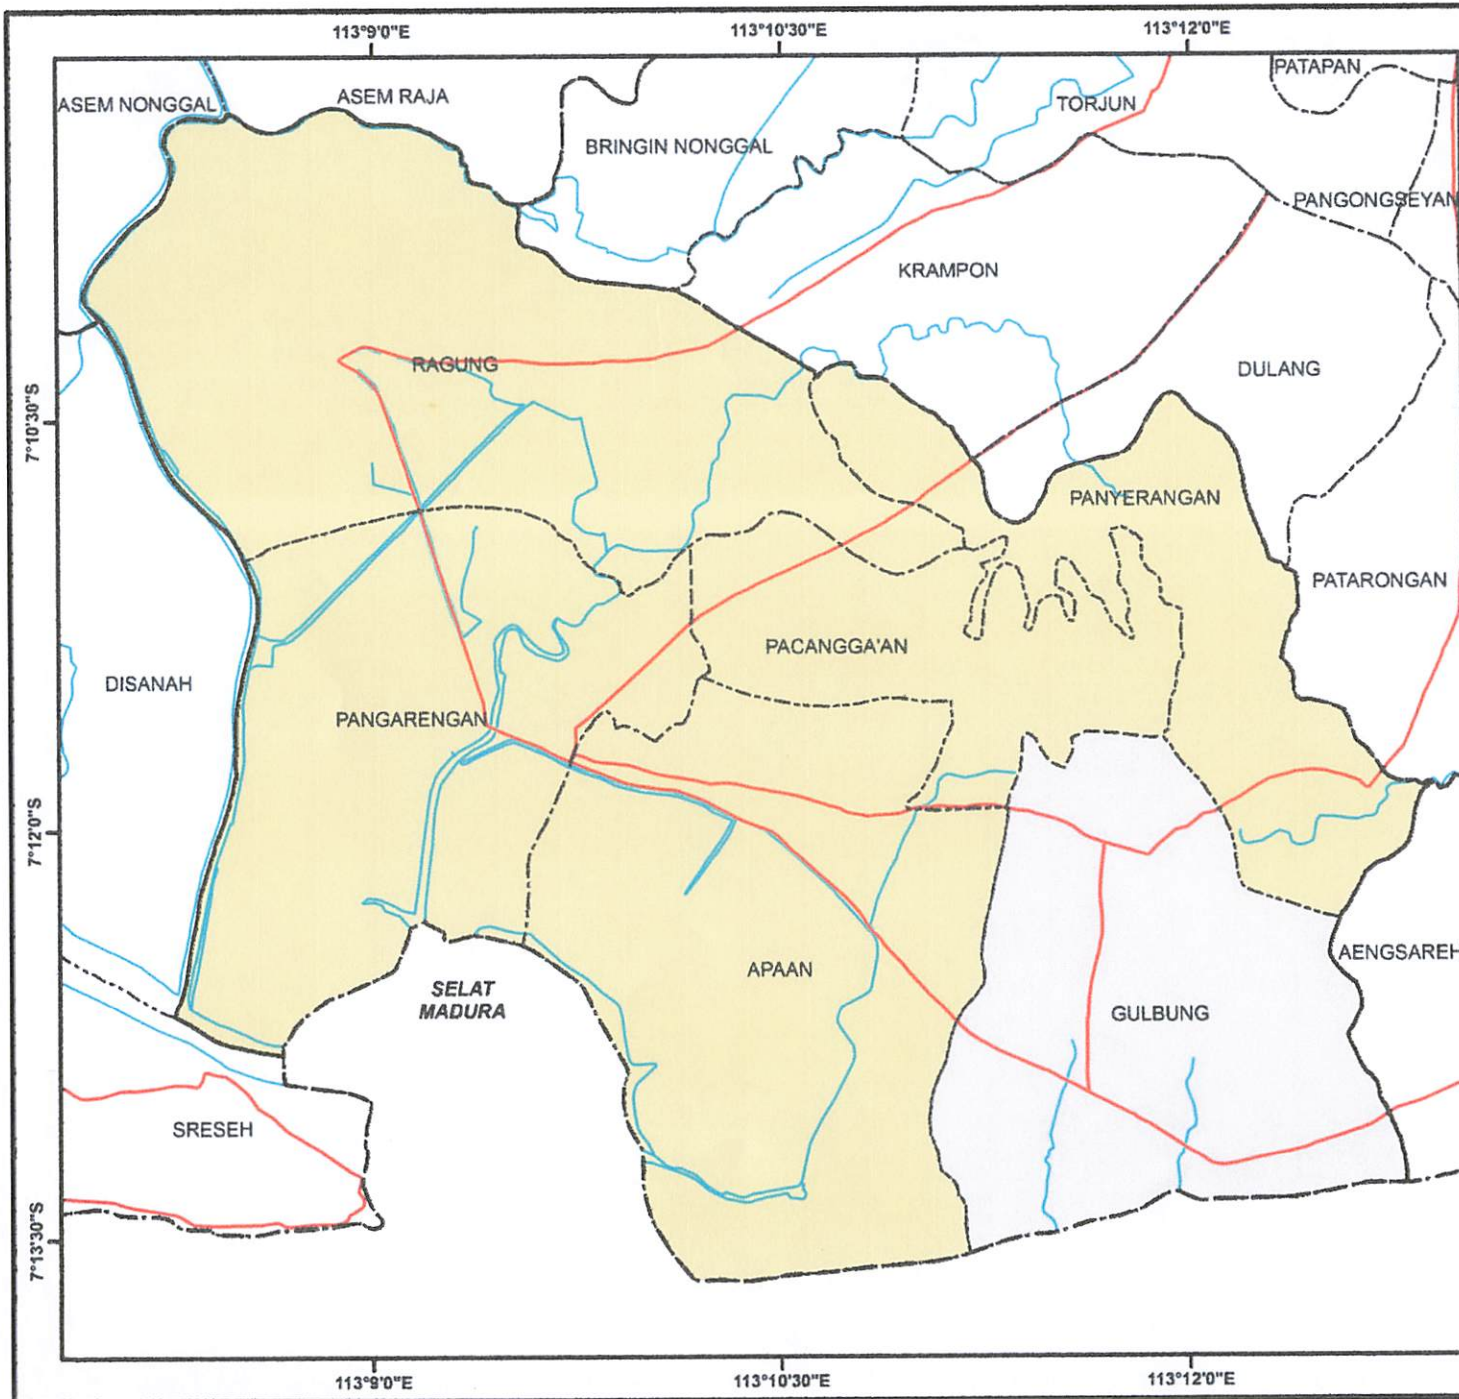 113°9'0"E
113°10'30"E
113°12'0"E
PATAPAN
ASEM NONGGAL
ASEM RAJA
TORJUN
BRINGIN NONGGAL
PANGONGSEYAN
KRAMPON
RAGUNG
DULANG
7°10'30"S
PANYERANGAN
PATARONGAN
PACANGGA'AN
DISANAH
PANGARENGAN
7°12'0"S
AENGSAREH
APAAN
SELAT
MADURA
GULBUNG
SRESEH
7°13'30"S
113°9'0"E
113°10'30"E
113°12'0"E